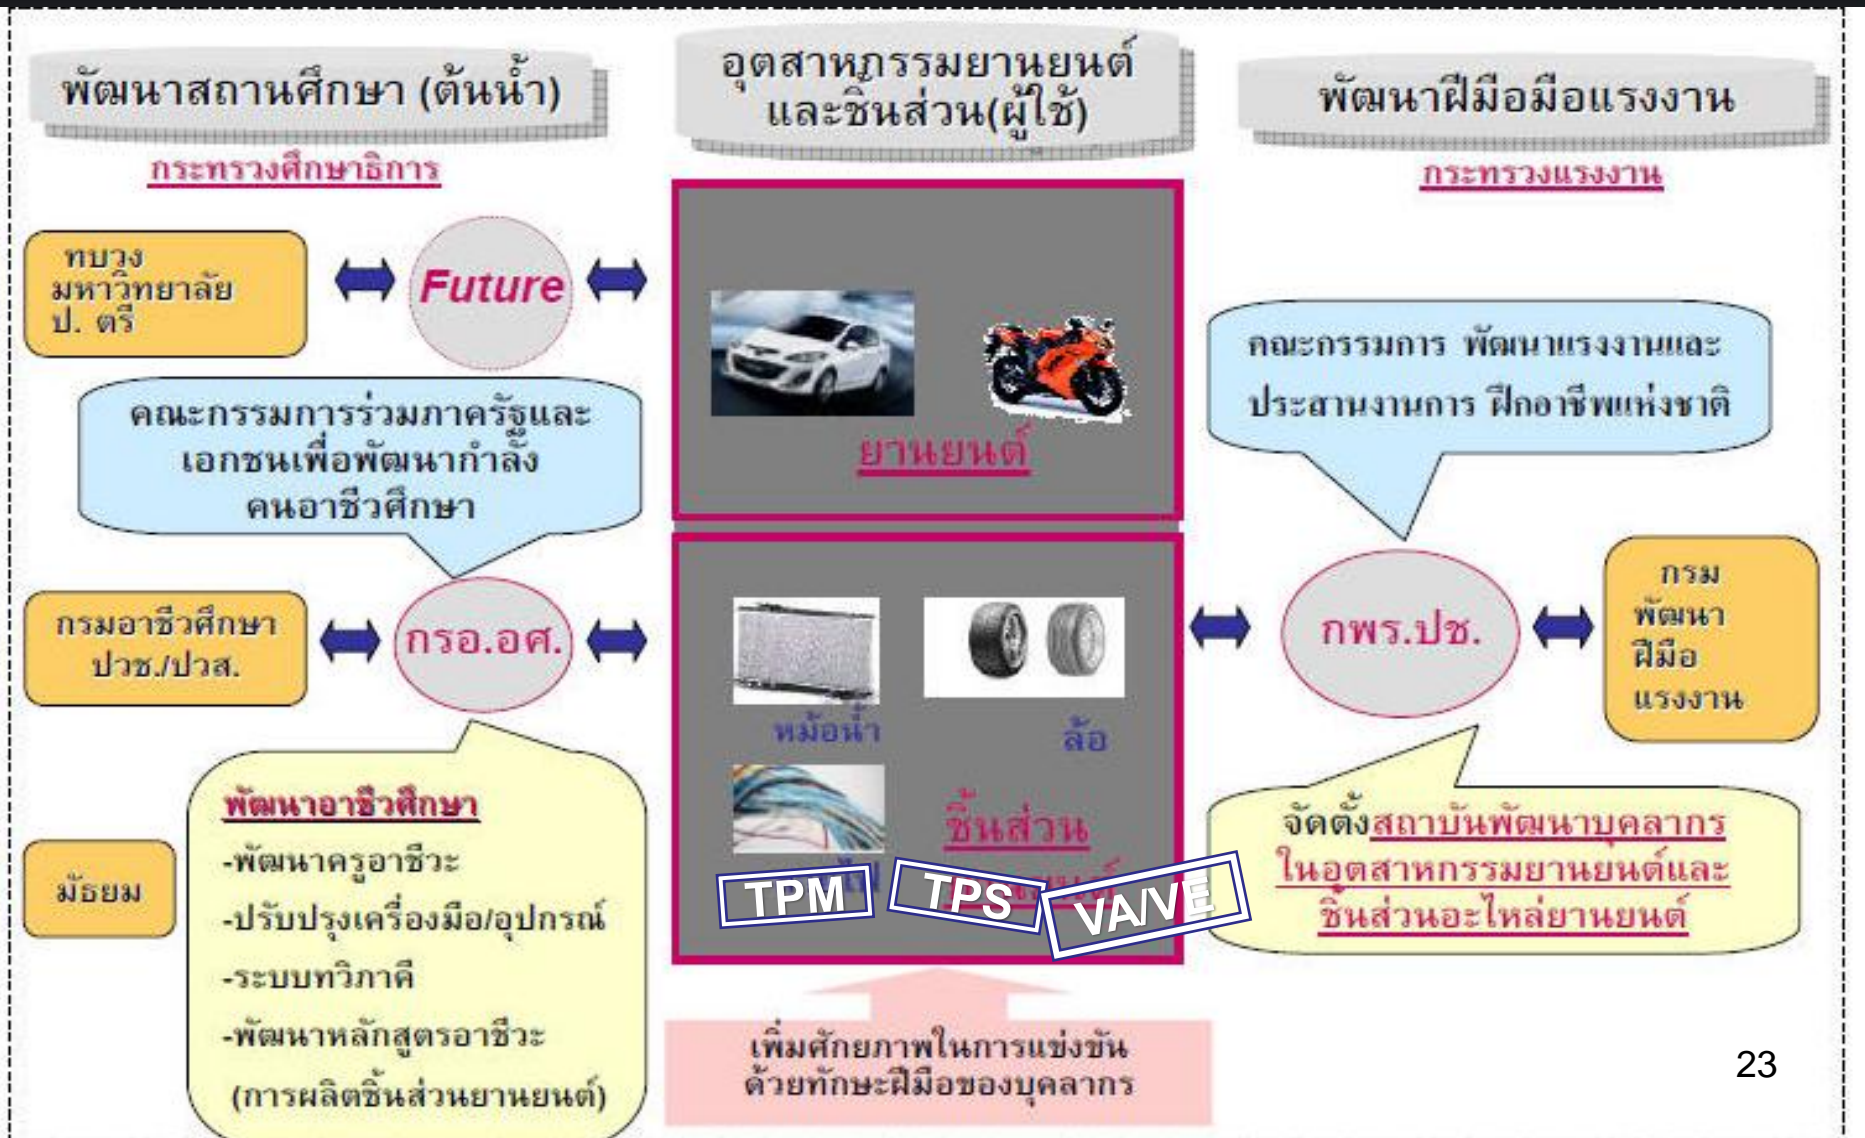 พัฒนาสถานศึกษา (ต้นน้ำ)
กระทรวงศึกษาธิการ
อุตสาหกรรมยานยนต์
และชิ้นส่วน(ผู้ใช้)
พัฒนาฝีมือมือแรงงาน
กระทรวงแรงงาน
ทบวง
มหาวิทยาลัย
ป. ตรี
Future
คณะกรรมการร่วมภาครัฐและ
เอกชนเพื่อพัฒนากำลัง
คนอาชีวศึกษา
กรมอาชีวศึกษา
ปวช./ปวส.
กรอ.อศ.
มัธยม
พัฒนาอาชีวศึกษา
-พัฒนาครูอาชีวะ
-ปรับปรุงเครื่องมือ/อุปกรณ์
-ระบบทวิภาคี
-พัฒนาหลักสูตรอาชีวะ
(การผลิตชิ้นส่วนยานยนต์)
ยานยนต์
หม้อน้ำ
ล้อ
ชิ้นส่วน
TPM
TPS
VA/VE
เพิ่มศักยภาพในการแข่งขัน
ด้วยทักษะฝีมือของบุคลากร
คณะกรรมการ พัฒนาแรงงานและ
ประสานงานการ ฝึกอาชีพแห่งชาติ
กพร.ปช.
กรม
พัฒนา
ฝีมือ
แรงงาน
จัดตั้งสถาบันพัฒนาบุคลากร
ในอุตสาหกรรมยานยนต์และ
ชิ้นส่วนอะไหล่ยานยนต์
23